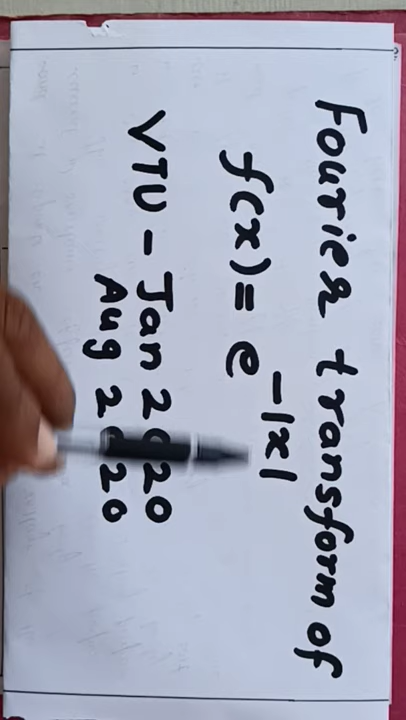 Fourier transform of
f(x) = e^-|x|
VTU - Jan 2020
Aug 2020